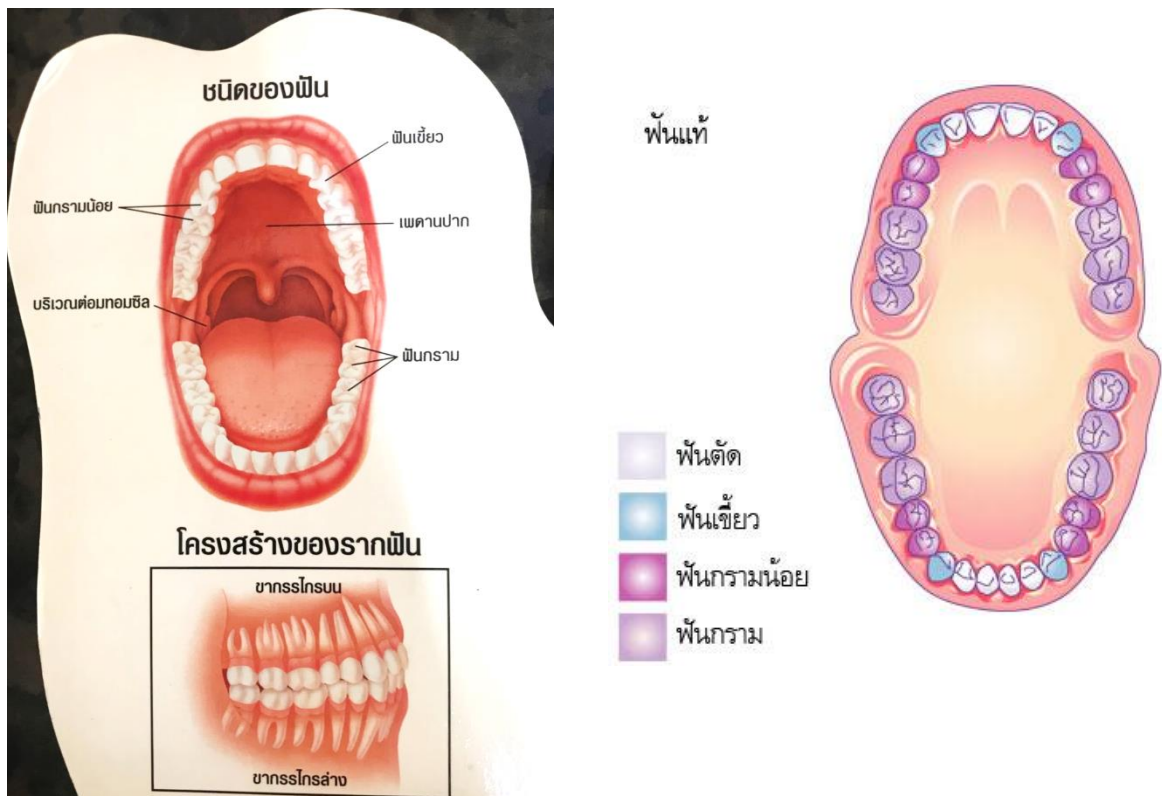 ชนิดของฟัน
ฟันเขี้ยว
ฟันกรามน้อย
เพดานปาก
บริเวณต่อมทอมซิล
ฟันกราม
โครงสร้างของรากฟัน
ขากรรไกรบน
ขากรรไกรล่าง
ฟันแท้
ฟันตัด
ฟันเขี้ยว
ฟันกรามน้อย
ฟันกราม